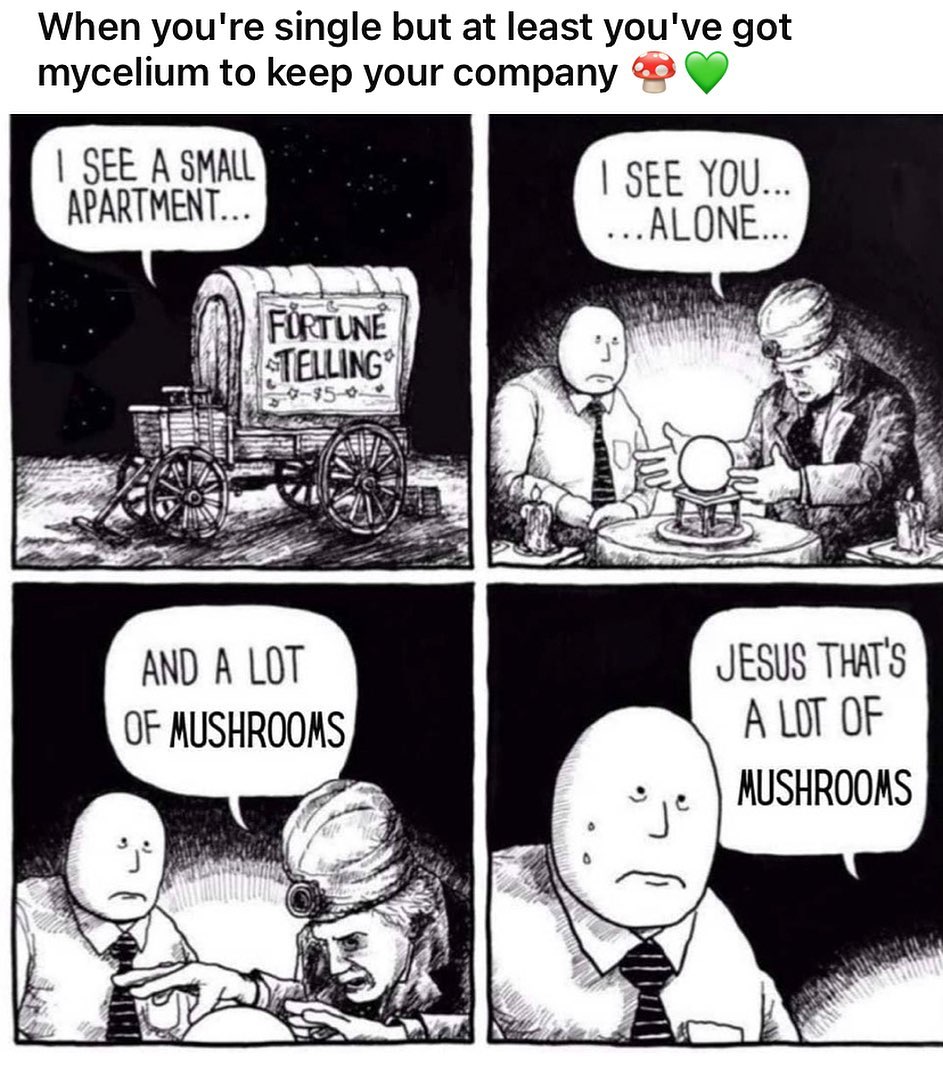 When you're single but at least you've got
mycelium to keep your company 🍄💚
I SEE A SMALL
APARTMENT...
FORTUNE
TELLING
$5
I SEE YOU...
...ALONE...
AND A LOT
OF MUSHROOMS
JESUS THAT'S
A LOT OF
MUSHROOMS